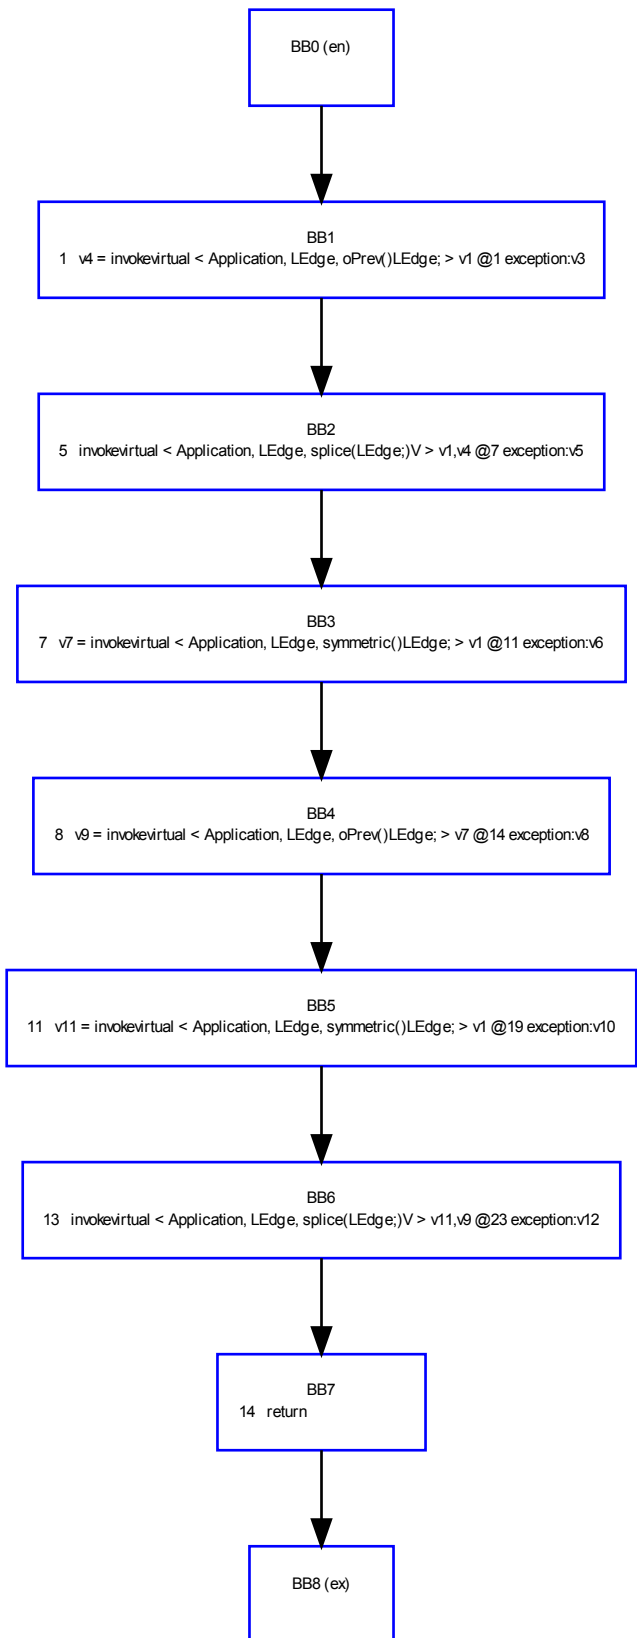 BB0 (en)
BB1
1 v4 = invokevirtual < Application, LEdge, oPrev()LEdge; > v1 @1 exception:v3
BB2
5 invokevirtual < Application, LEdge, splice(LEdge;)V > v1,v4 @7 exception:v5
BB3
7 v7 = invokevirtual < Application, LEdge, symmetric()LEdge; > v1 @11 exception:v6
BB4
8 v9 = invokevirtual < Application, LEdge, oPrev()LEdge; > v7 @14 exception:v8
BB5
11 v11 = invokevirtual < Application, LEdge, symmetric()LEdge; > v1 @19 exception:v10
BB6
13 invokevirtual < Application, LEdge, splice(LEdge;)V > v11,v9 @23 exception:v12
BB7
14 return
BB8 (ex)